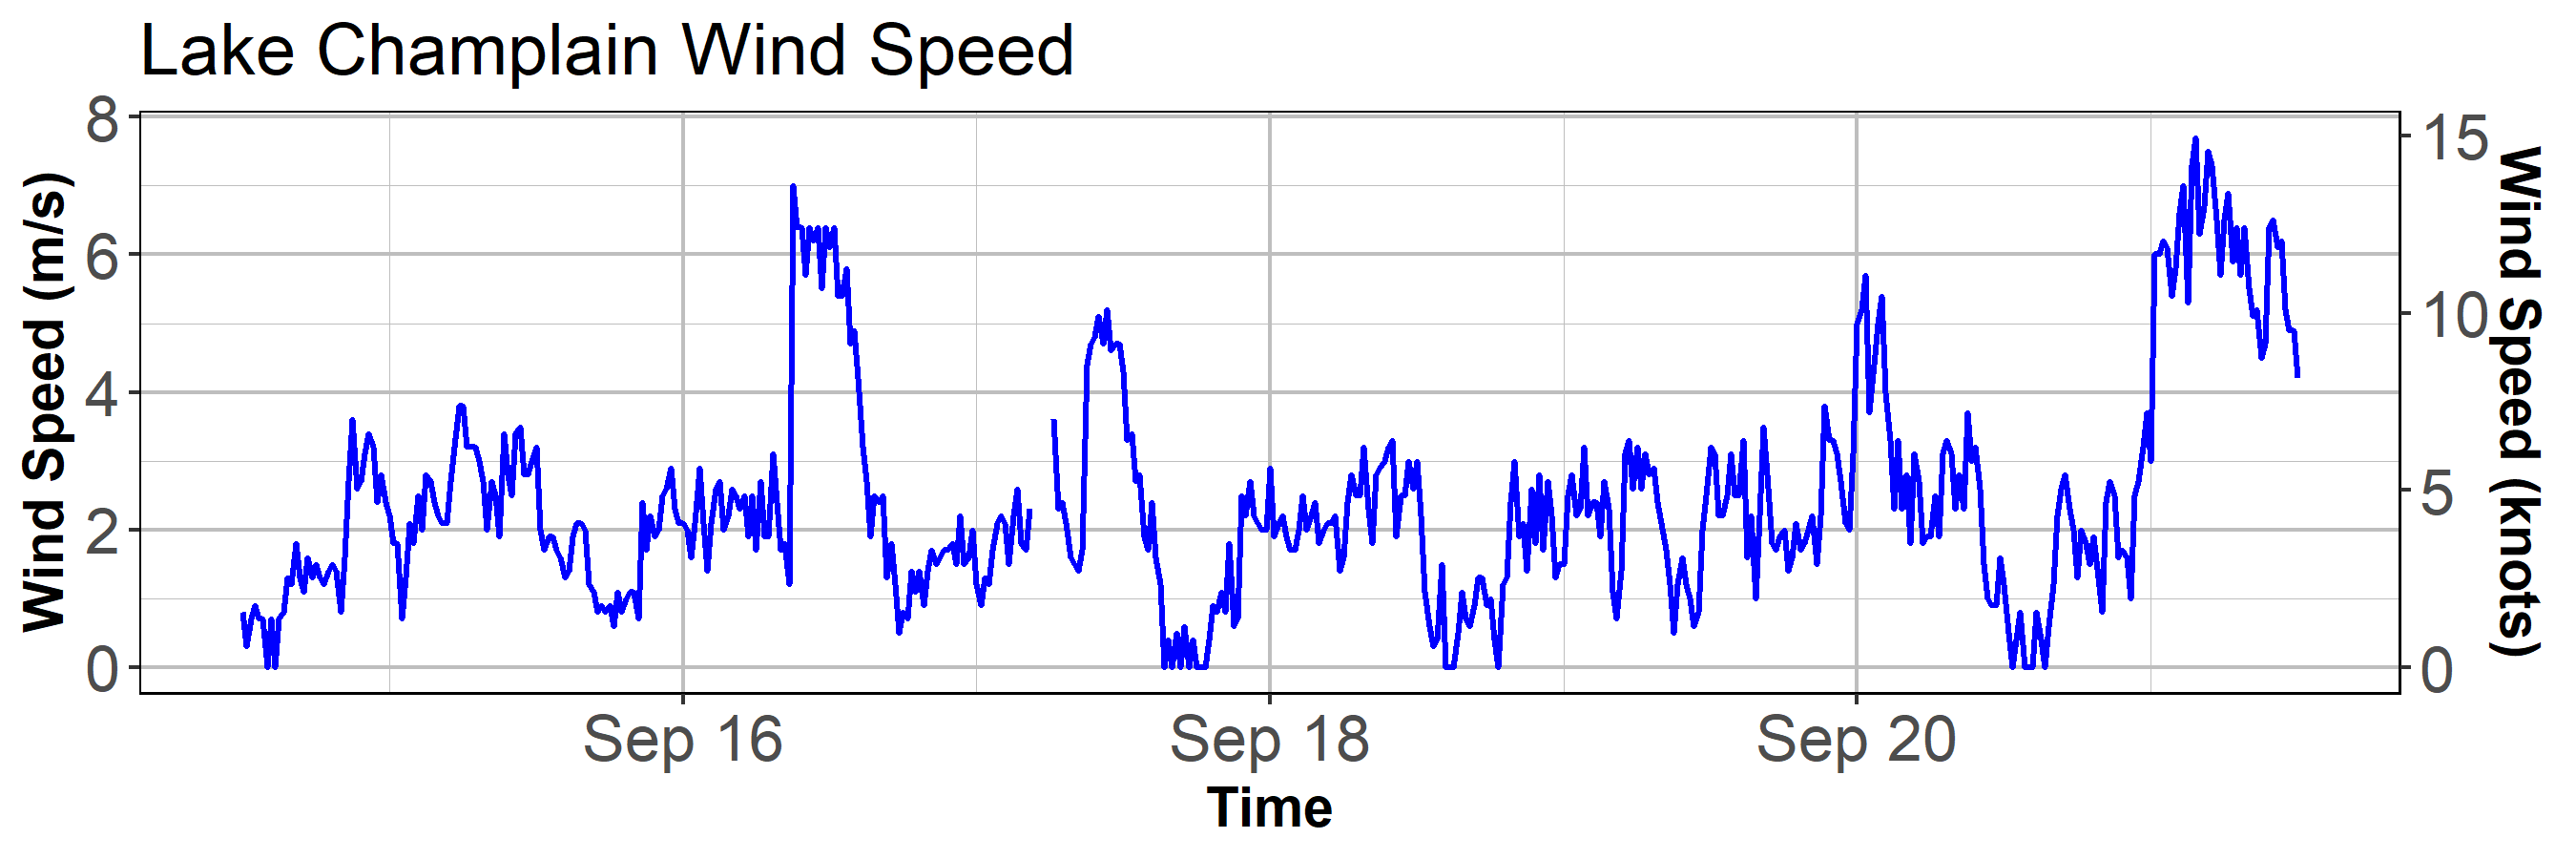 Lake Champlain Wind Speed
Wind Speed (m/s)
8
6
4
2
0
15
10
5
0
Wind Speed (knots)
Sep 16
Sep 18
Sep 20
Time